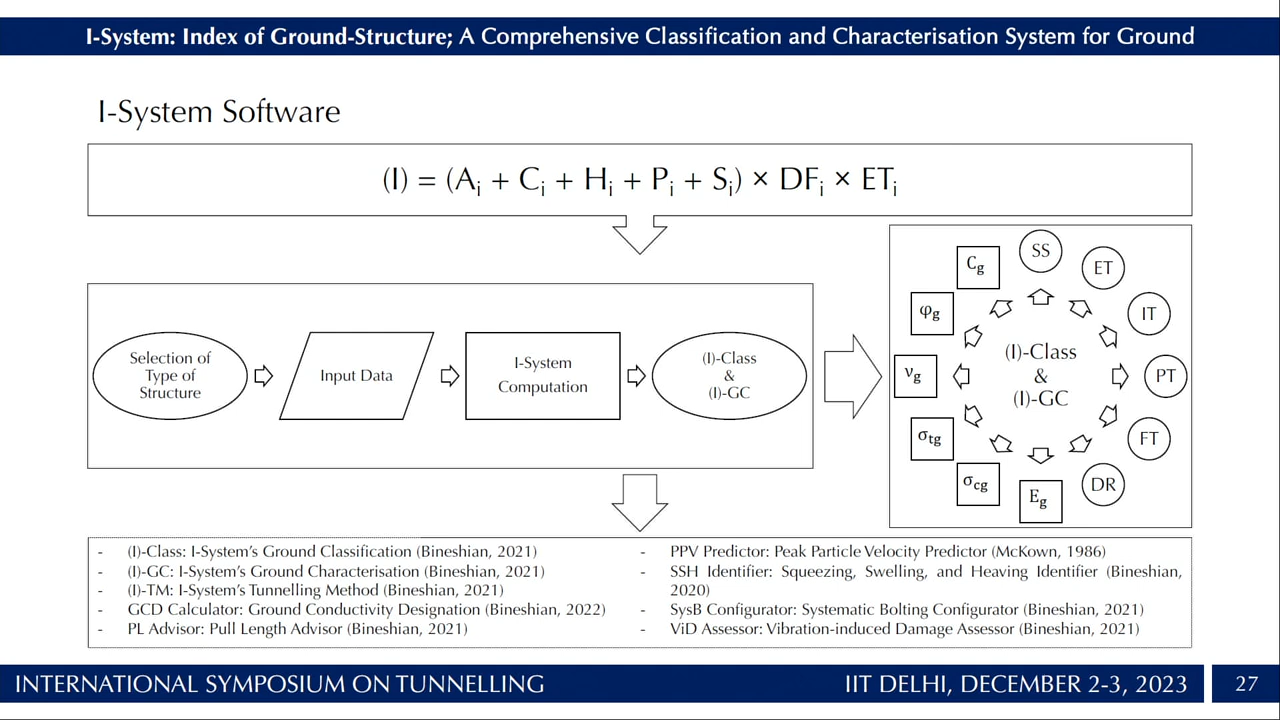 I-System: Index of Ground-Structure; A Comprehensive Classification and Characterisation System for Ground
I-System Software
(I) = (Aᵢ + Cᵢ + Hᵢ + Pᵢ + Sᵢ) × DFᵢ × ETᵢ
Selection of
Type of
Structure
Input Data
I-System
Computation
(I)-Class
&
(I)-GC
SS
ET
IT
PT
FT
DR
Eg
σcg
σtg
νg
φg
Cg
(I)-Class
&
(I)-GC
- (I)-Class: I-System's Ground Classification (Bineshian, 2021)
- (I)-GC: I-System's Ground Characterisation (Bineshian, 2021)
- (I)-TM: I-System's Tunnelling Method (Bineshian, 2021)
- GCD Calculator: Ground Conductivity Designation (Bineshian, 2022)
- PL Advisor: Pull Length Advisor (Bineshian, 2021)
- PPV Predictor: Peak Particle Velocity Predictor (McKown, 1986)
- SSH Identifier: Squeezing, Swelling, and Heaving Identifier (Bineshian,
2020)
- SysB Configurator: Systematic Bolting Configurator (Bineshian, 2021)
- ViD Assessor: Vibration-induced Damage Assessor (Bineshian, 2021)
INTERNATIONAL SYMPOSIUM ON TUNNELLING
IIT DELHI, DECEMBER 2-3, 2023
27